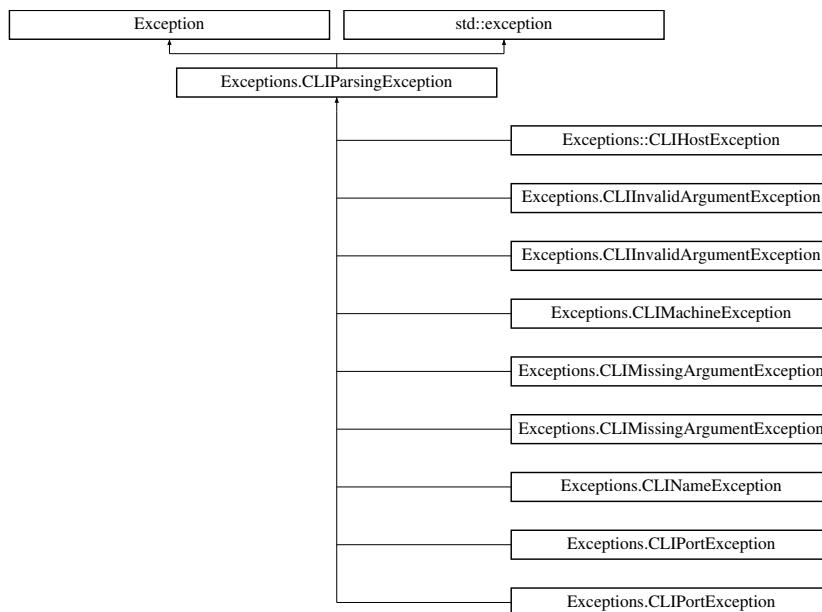 Exception
std::exception
Exceptions.CLIParsingException
Exceptions::CLIHostException
Exceptions.CLIInvalidArgumentException
Exceptions.CLIInvalidArgumentException
Exceptions.CLIMachineException
Exceptions.CLIMissingArgumentException
Exceptions.CLIMissingArgumentException
Exceptions.CLINameException
Exceptions.CLIPortException
Exceptions.CLIPortException